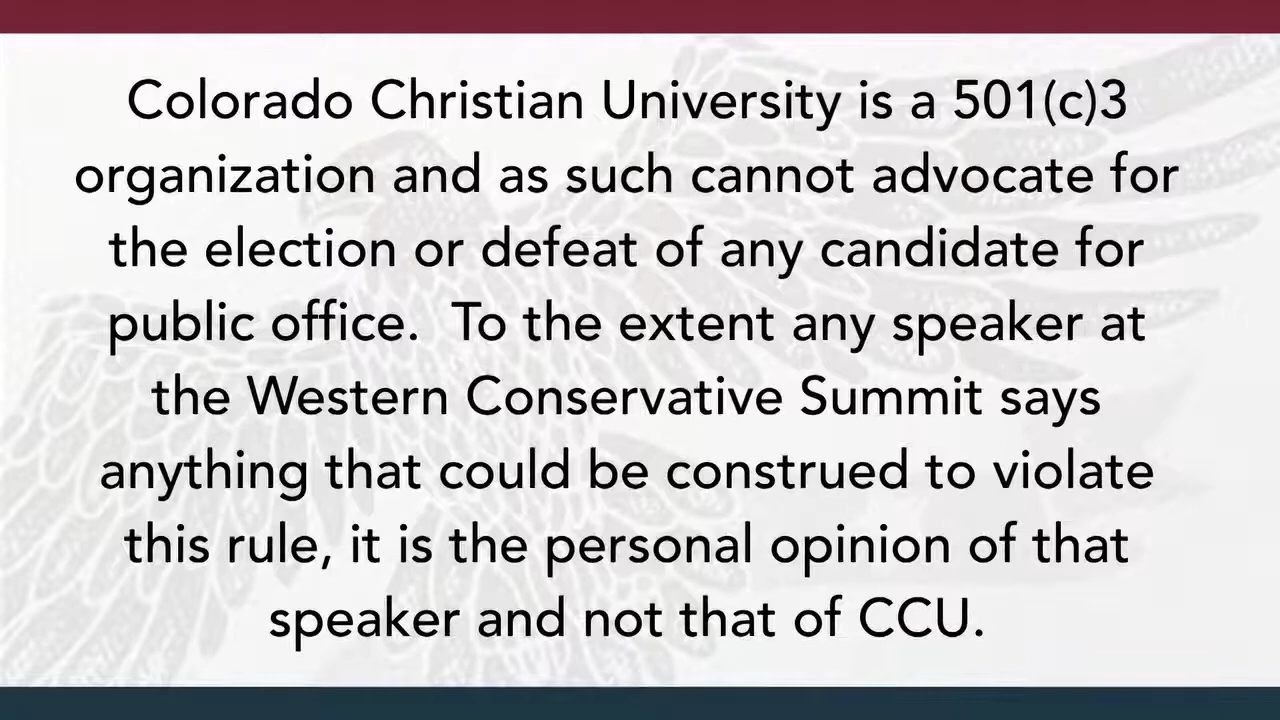 Colorado Christian University is a 501(c)3
organization and as such cannot advocate for
the election or defeat of any candidate for
public office.  To the extent any speaker at
the Western Conservative Summit says
anything that could be construed to violate
this rule, it is the personal opinion of that
speaker and not that of CCU.